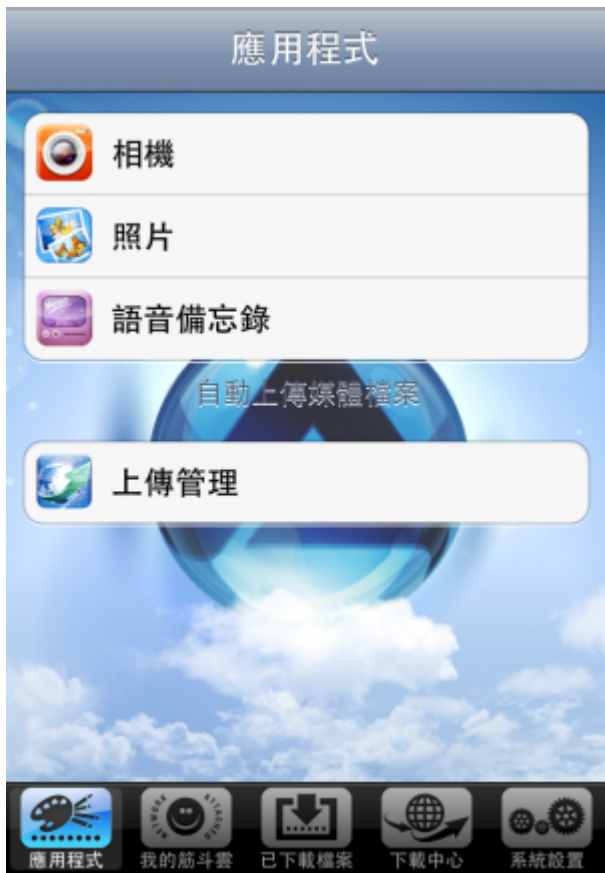 應用程式
相機
照片
語音備忘錄
自動上傳媒體檔案
上傳管理
NETWORK ATTACHED
應用程式
我的筋斗雲
已下載檔案
下載中心
系統設置